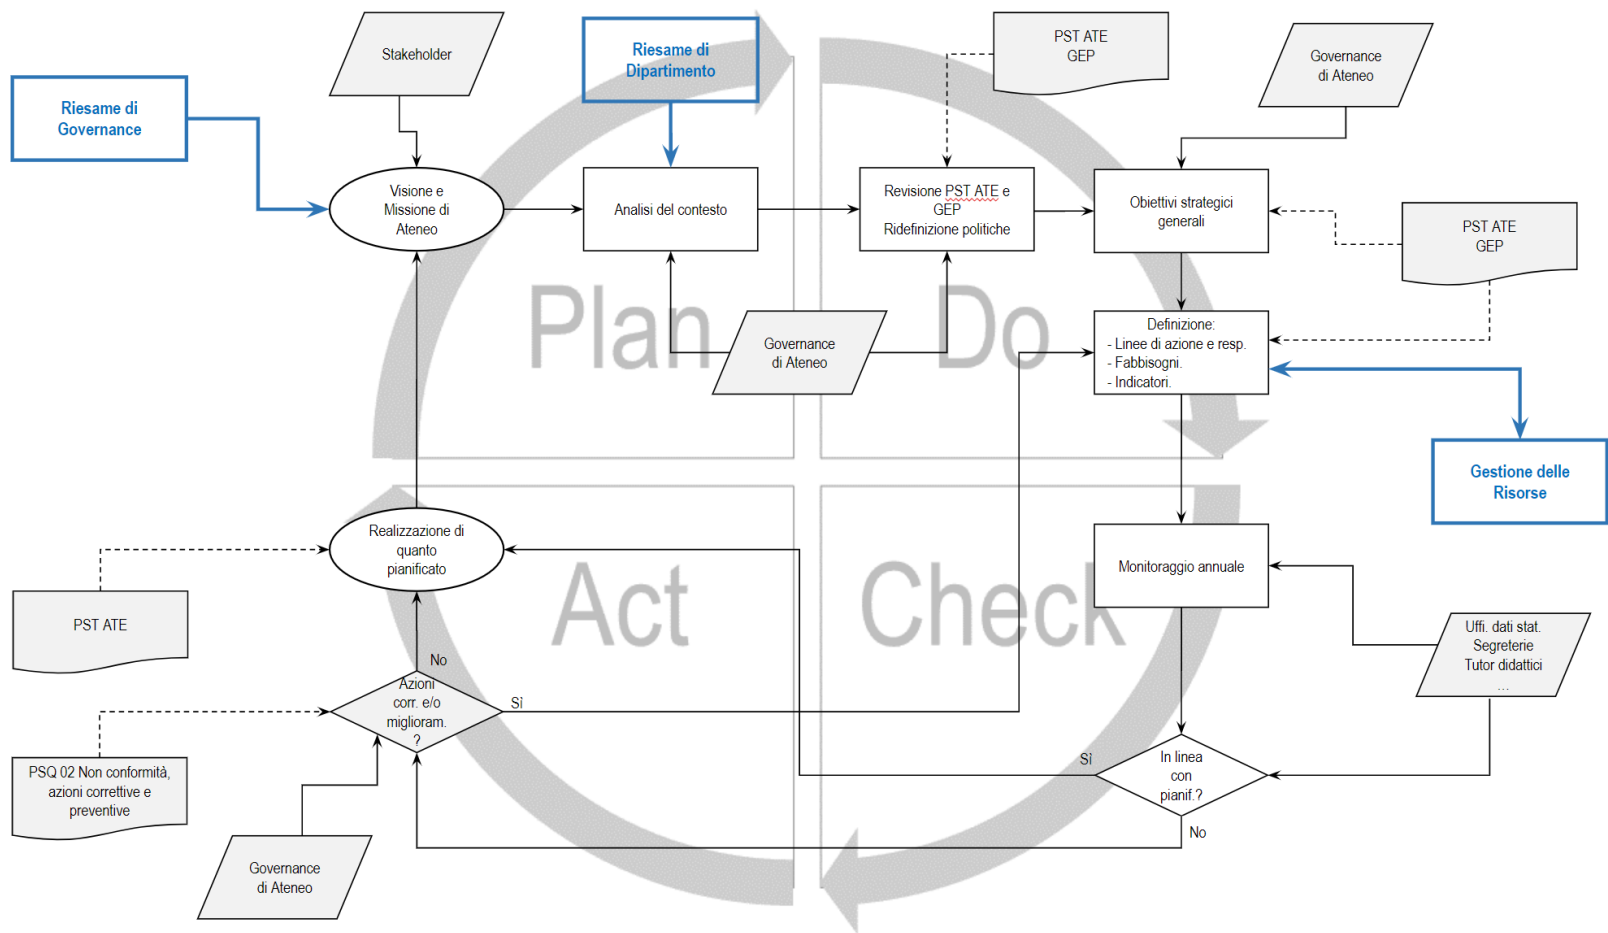 Stakeholder
Riesame di
Dipartimento
PST ATE
GEP
Governance
di Ateneo
Riesame di
Governance
Visione e
Missione di
Ateneo
Analisi del contesto
Revisione PST ATE e
GEP
Ridefinizione politiche
Obiettivi strategici
generali
PST ATE
GEP
Plan
Do
Governance
di Ateneo
Definizione:
- Linee di azione e resp.
- Fabbisogni.
- Indicatori.
Gestione delle
Risorse
Realizzazione di
quanto
pianificato
Act
Check
Monitoraggio annuale
PST ATE
Uffi. dati stat.
Segreterie
Tutor didattici
...
No
Azioni
corr. e/o
miglioram.
?
Sì
PSQ 02 Non conformità,
azioni correttive e
preventive
Sì
In linea
con
pianif.?
No
Governance
di Ateneo